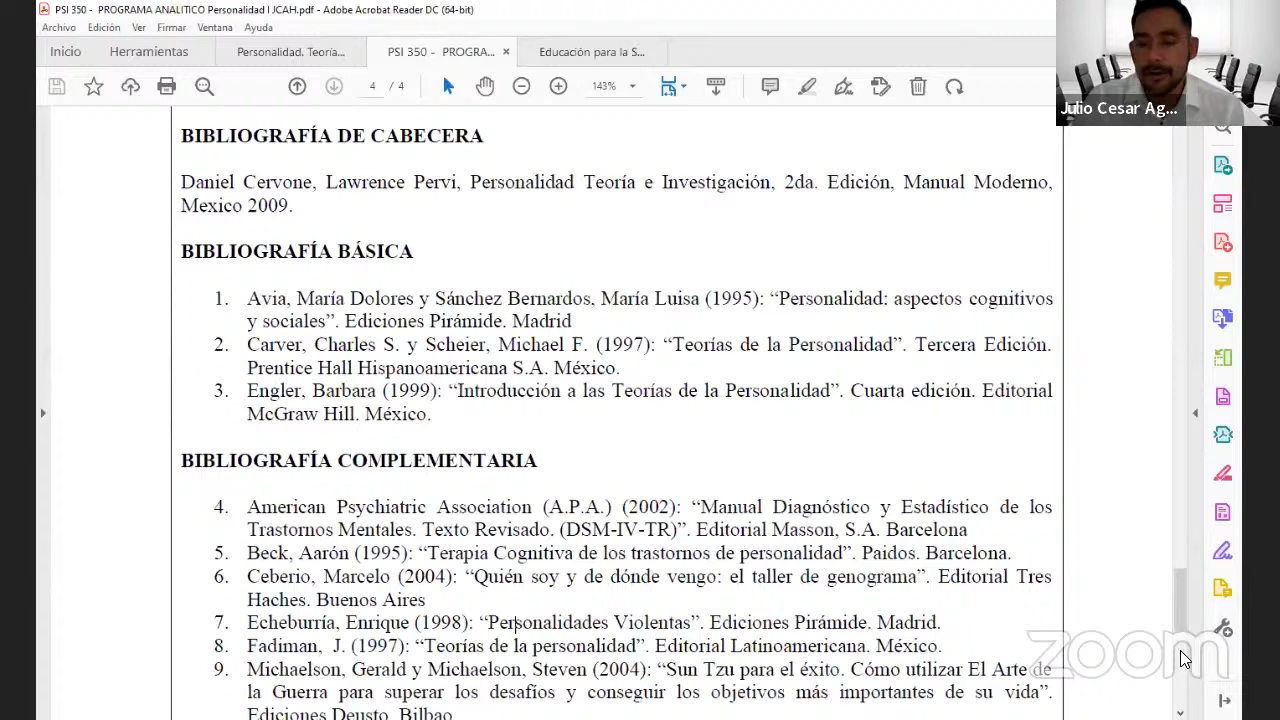 PSI 350 - PROGRAMA ANALITICO Personalidad I JCAH.pdf - Adobe Acrobat Reader DC (64-bit)
Archivo Edición Ver Firmar Ventana Ayuda
Inicio Herramientas Personalidad. Teoría... PSI 350 - PROGRA... × Educación para la S...
4 / 4 143%
Julio Cesar Ag...
BIBLIOGRAFÍA DE CABECERA
Daniel Cervone, Lawrence Pervi, Personalidad Teoría e Investigación, 2da. Edición, Manual Moderno,
Mexico 2009.
BIBLIOGRAFÍA BÁSICA
1. Avia, María Dolores y Sánchez Bernardos, María Luisa (1995): “Personalidad: aspectos cognitivos
y sociales”. Ediciones Pirámide. Madrid
2. Carver, Charles S. y Scheier, Michael F. (1997): “Teorías de la Personalidad”. Tercera Edición.
Prentice Hall Hispanoamericana S.A. México.
3. Engler, Barbara (1999): “Introducción a las Teorías de la Personalidad”. Cuarta edición. Editorial
McGraw Hill. México.
BIBLIOGRAFÍA COMPLEMENTARIA
4. American Psychiatric Association (A.P.A.) (2002): “Manual Diagnóstico y Estadístico de los
Trastornos Mentales. Texto Revisado. (DSM-IV-TR)”. Editorial Masson, S.A. Barcelona
5. Beck, Aarón (1995): “Terapia Cognitiva de los trastornos de personalidad”. Paidos. Barcelona.
6. Ceberio, Marcelo (2004): “Quién soy y de dónde vengo: el taller de genograma”. Editorial Tres
Haches. Buenos Aires
7. Echeburría, Enrique (1998): “Personalidades Violentas”. Ediciones Pirámide. Madrid.
8. Fadiman, J. (1997): “Teorías de la personalidad”. Editorial Latinoamericana. México.
9. Michaelson, Gerald y Michaelson, Steven (2004): “Sun Tzu para el éxito. Cómo utilizar El Arte de
la Guerra para superar los desafíos y conseguir los objetivos más importantes de su vida”.
Ediciones Deusto. Bilbao
zoom